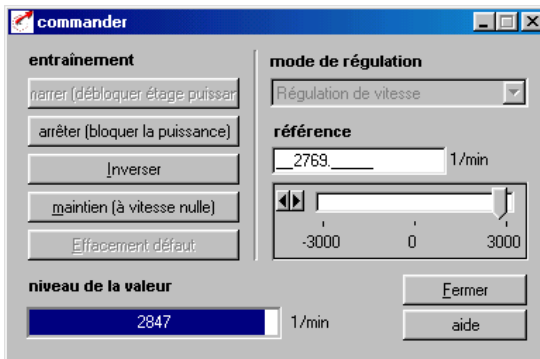 commander
entraînement
narrer (débloquer étage puissar
arrêter (bloquer la puissance)
Inverser
maintien (à vitesse nulle)
Effacement défaut
niveau de la valeur
2847 1/min
mode de régulation
Régulation de vitesse
référence
__2769._____ 1/min
-3000 0 3000
Fermer
aide